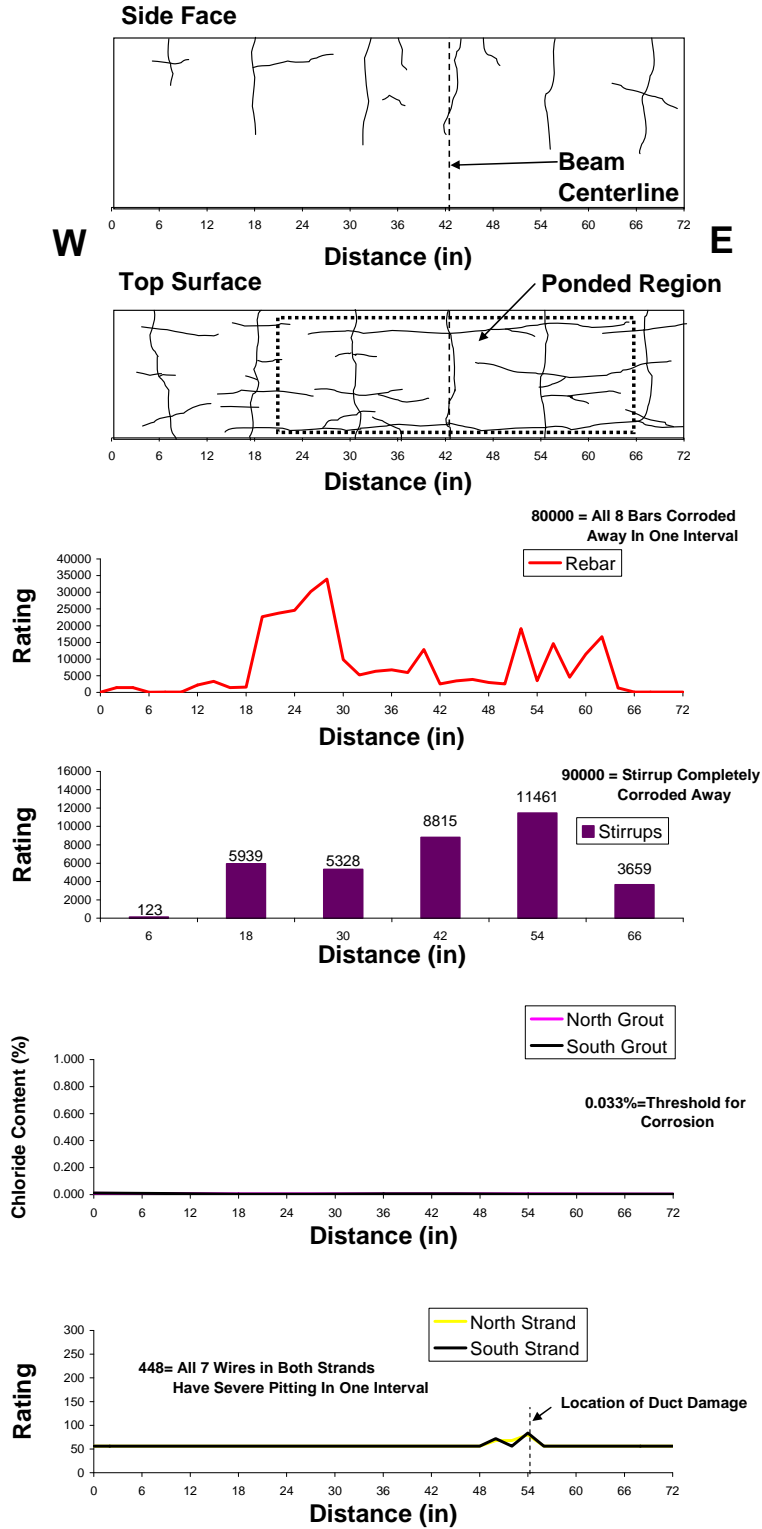 Side Face
Beam
Centerline
0 6 12 18 24 30 36 42 48 54 60 66 72
W
E
Distance (in)
Top Surface
Ponded Region
0 6 12 18 24 30 36 42 48 54 60 66 72
Distance (in)
80000 = All 8 Bars Corroded
Away In One Interval
Rebar
Rating
40000
35000
30000
25000
20000
15000
10000
5000
0
0 6 12 18 24 30 36 42 48 54 60 66 72
Distance (in)
90000 = Stirrup Completely
Corroded Away
Stirrups
Rating
16000
14000
12000
10000
8000
6000
4000
2000
0
123
5939
5328
8815
11461
3659
6 18 30 42 54 66
Distance (in)
North Grout
South Grout
0.033%=Threshold for
Corrosion
Chloride Content (%)
1.000
0.800
0.600
0.400
0.200
0.000
0 6 12 18 24 30 36 42 48 54 60 66 72
Distance (in)
North Strand
South Strand
448= All 7 Wires in Both Strands
Have Severe Pitting In One Interval
Location of Duct Damage
Rating
300
250
200
150
100
50
0
0 6 12 18 24 30 36 42 48 54 60 66 72
Distance (in)